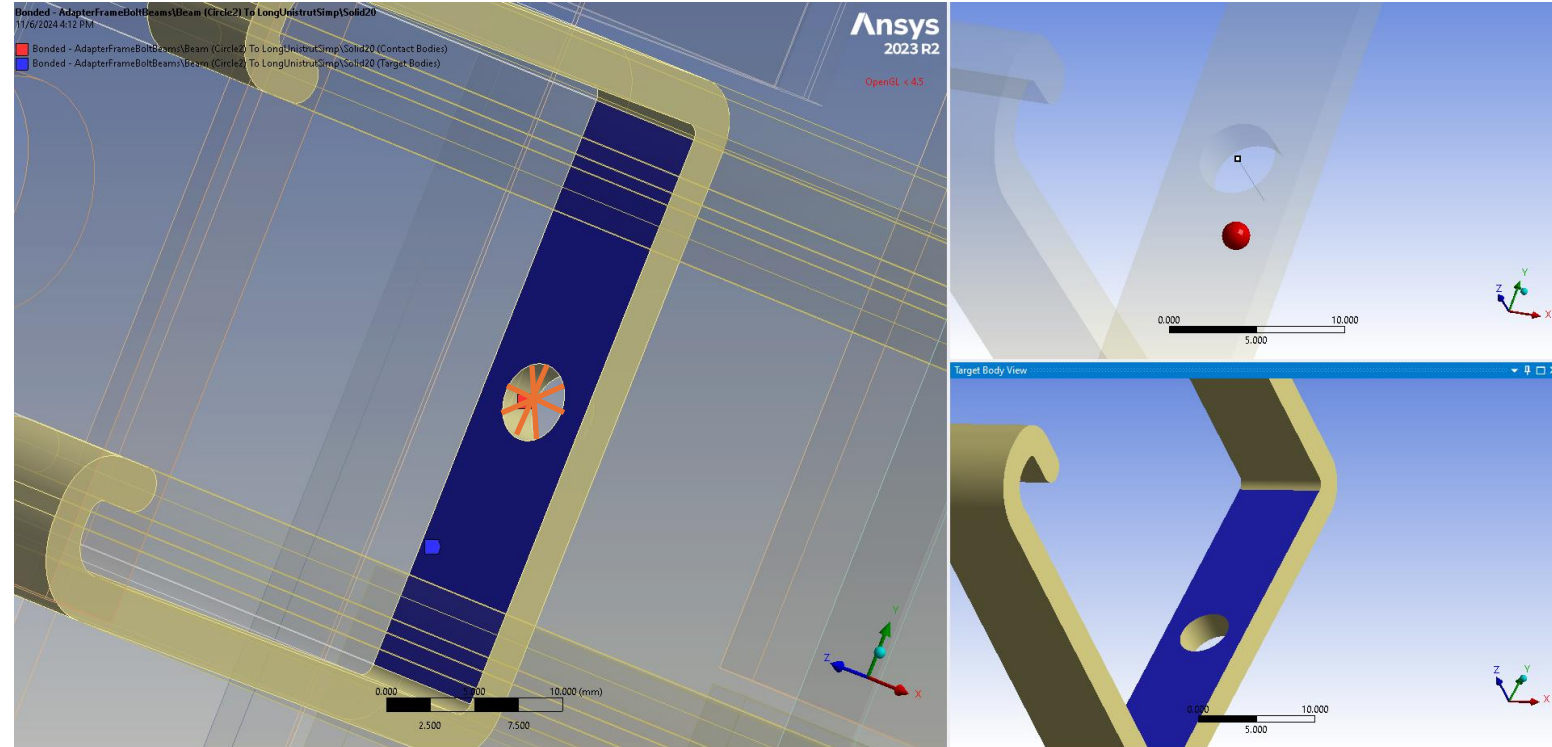 Bonded - AdapterFrameBoltBeams\Beam (Circle2) To LongUnistrutSimp\Solid20
11/6/2024 4:12 PM
Bonded - AdapterFrameBoltBeams\Beam (Circle2) To LongUnistrutSimp\Solid20 (Contact Bodies)
Bonded - AdapterFrameBoltBeams\Beam (Circle2) To LongUnistrutSimp\Solid20 (Target Bodies)
Ansys
2023 R2
OpenGL < 4.5
Y
Z
X
0.000 5.000 10.000 (mm)
2.500 7.500
Y
Z
X
0.000 10.000
5.000
Target Body View
Z Y
X
0.000 10.000
5.000